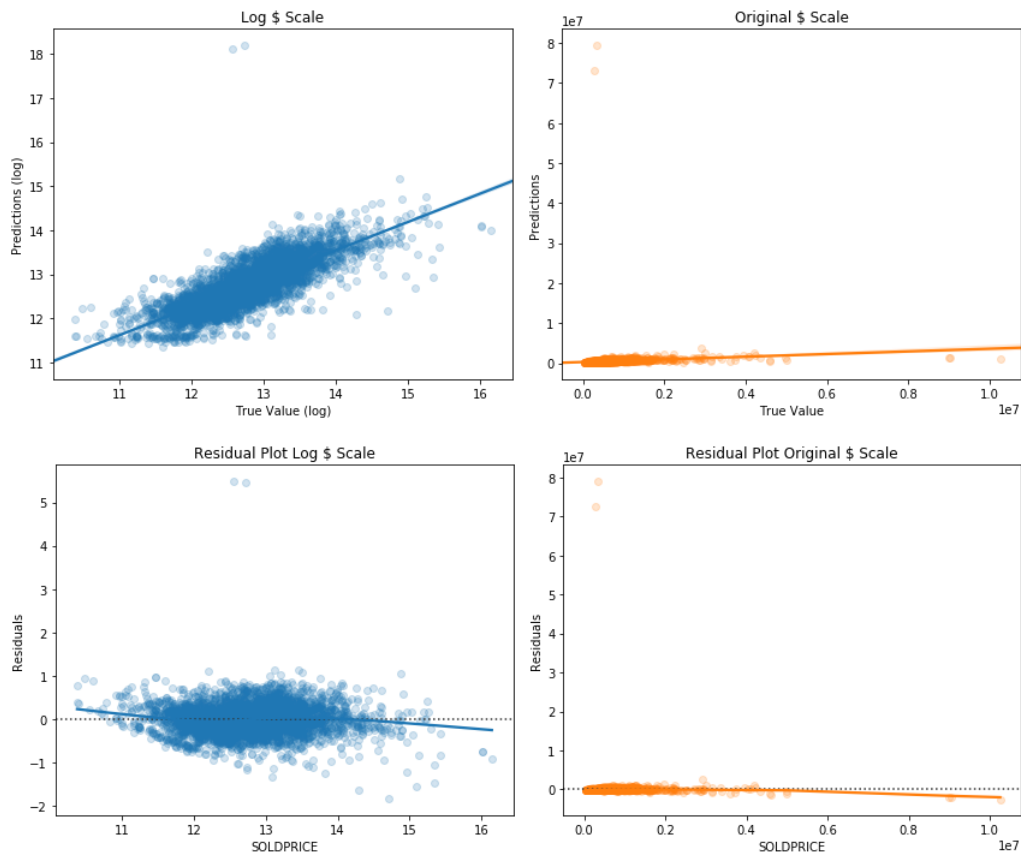 Log $ Scale
Predictions (log)
18
17
16
15
14
13
12
11
11 12 13 14 15 16
True Value (log)
Original $ Scale
1e7
Predictions
8
7
6
5
4
3
2
1
0
0.0 0.2 0.4 0.6 0.8 1.0
True Value
1e7
Residual Plot Log $ Scale
Residuals
5
4
3
2
1
0
−1
−2
11 12 13 14 15 16
SOLDPRICE
Residual Plot Original $ Scale
1e7
Residuals
8
7
6
5
4
3
2
1
0
0.0 0.2 0.4 0.6 0.8 1.0
SOLDPRICE
1e7